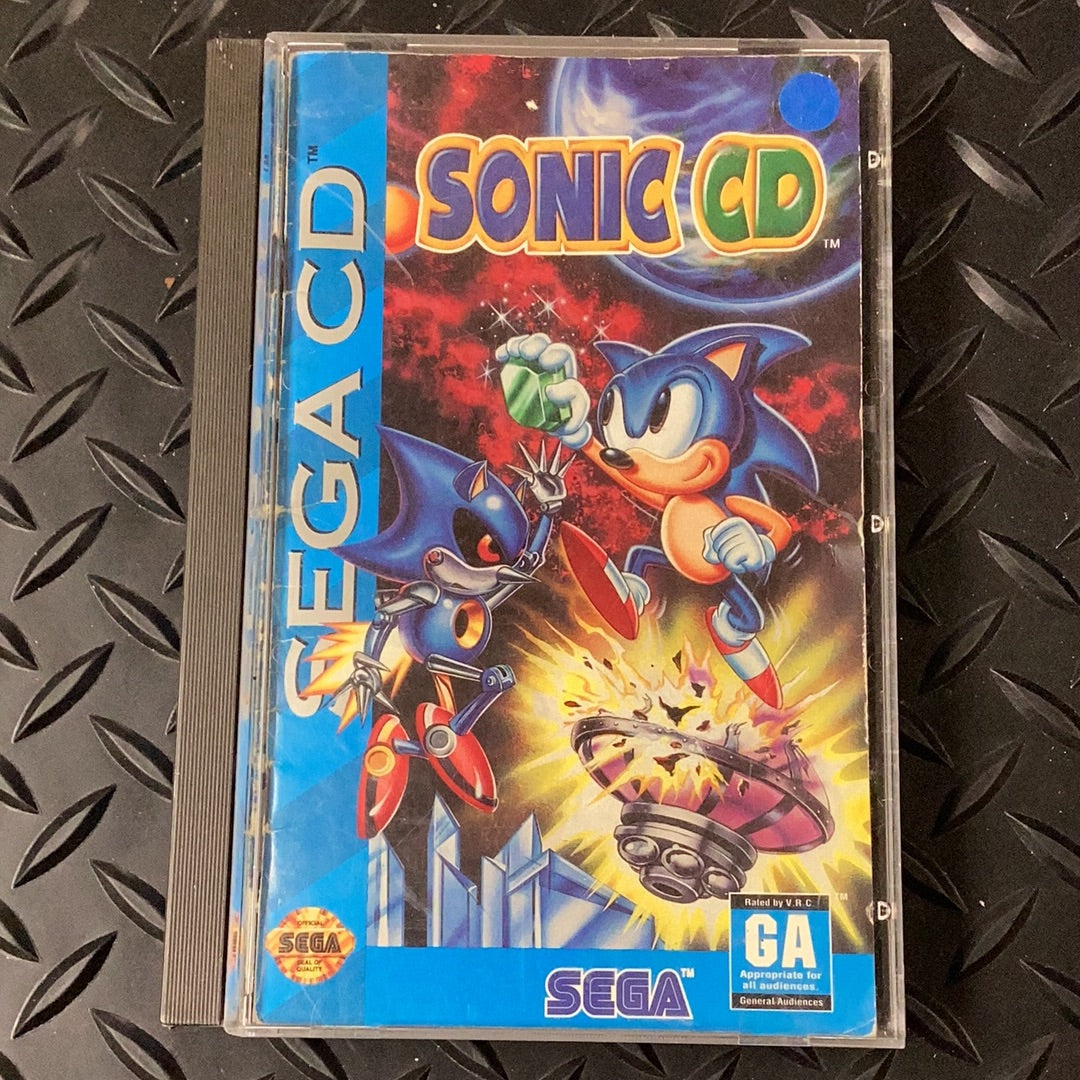 SEGA CD™
SONIC CD™
OFFICIAL
SEGA
SEAL OF
QUALITY
SEGA™
TM
Rated by V.R.C
GA
Appropriate for
all audiences.
General Audiences